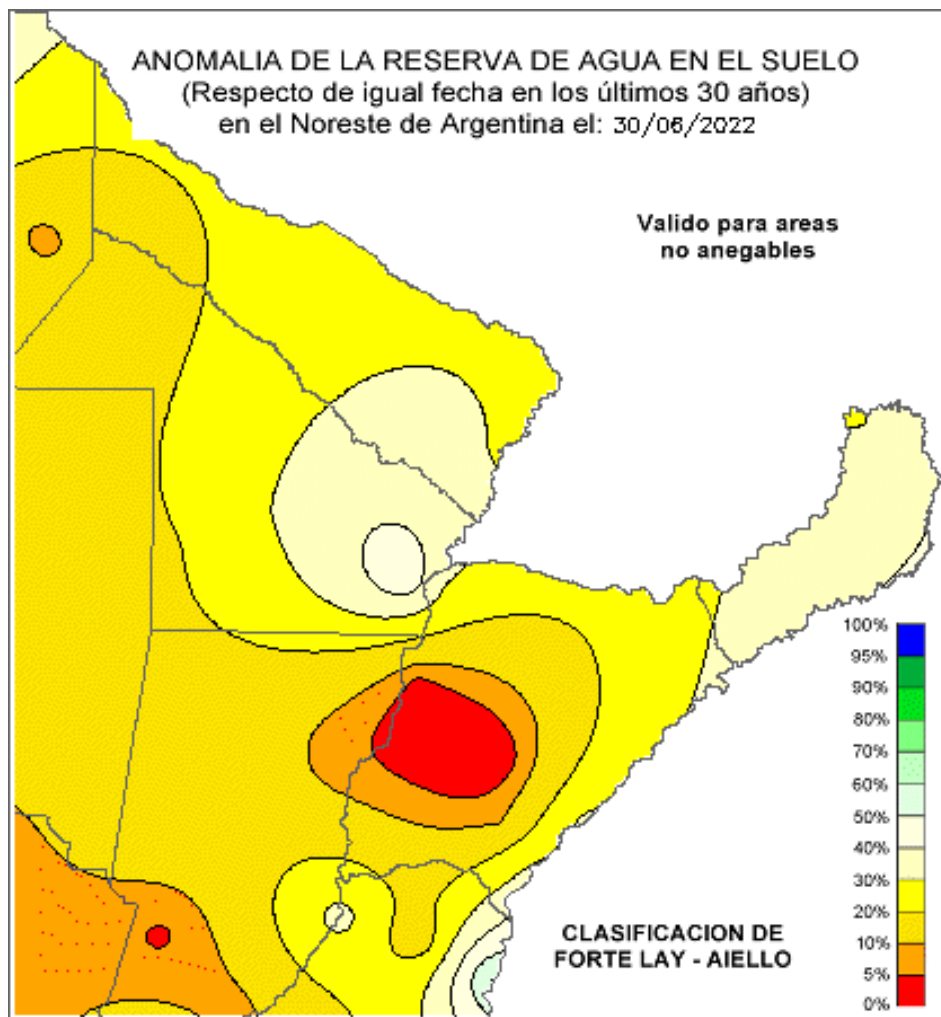 ANOMALIA DE LA RESERVA DE AGUA EN EL SUELO
(Respecto de igual fecha en los últimos 30 años)
en el Noreste de Argentina el: 30/06/2022
Valido para areas
no anegables
100%
95%
90%
80%
70%
60%
50%
40%
30%
20%
10%
5%
0%
CLASIFICACION DE
FORTE LAY - AIELLO